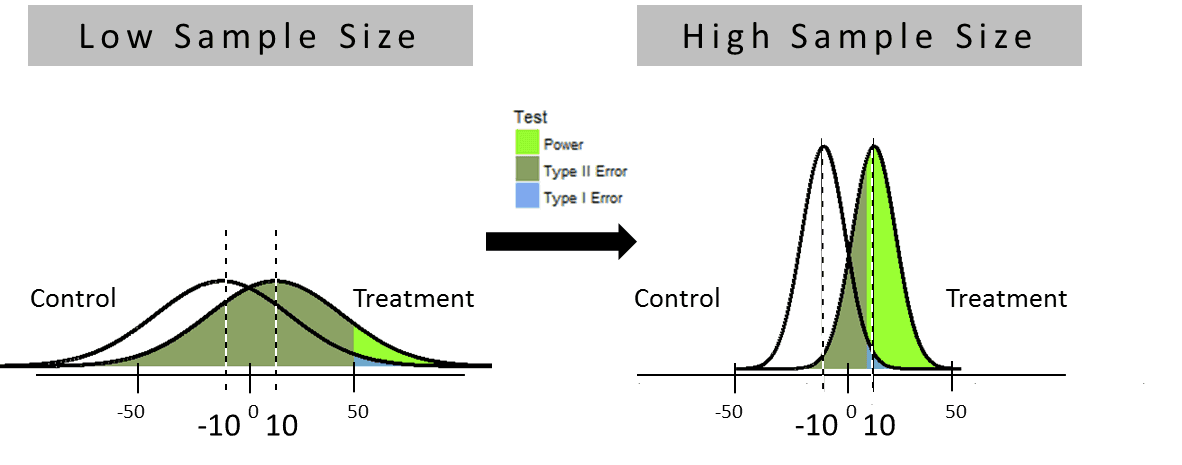 Low Sample Size
High Sample Size
Test
Power
Type II Error
Type I Error
Control
Treatment
-50
0
50
-10
10
Control
Treatment
-50
0
50
-10
10